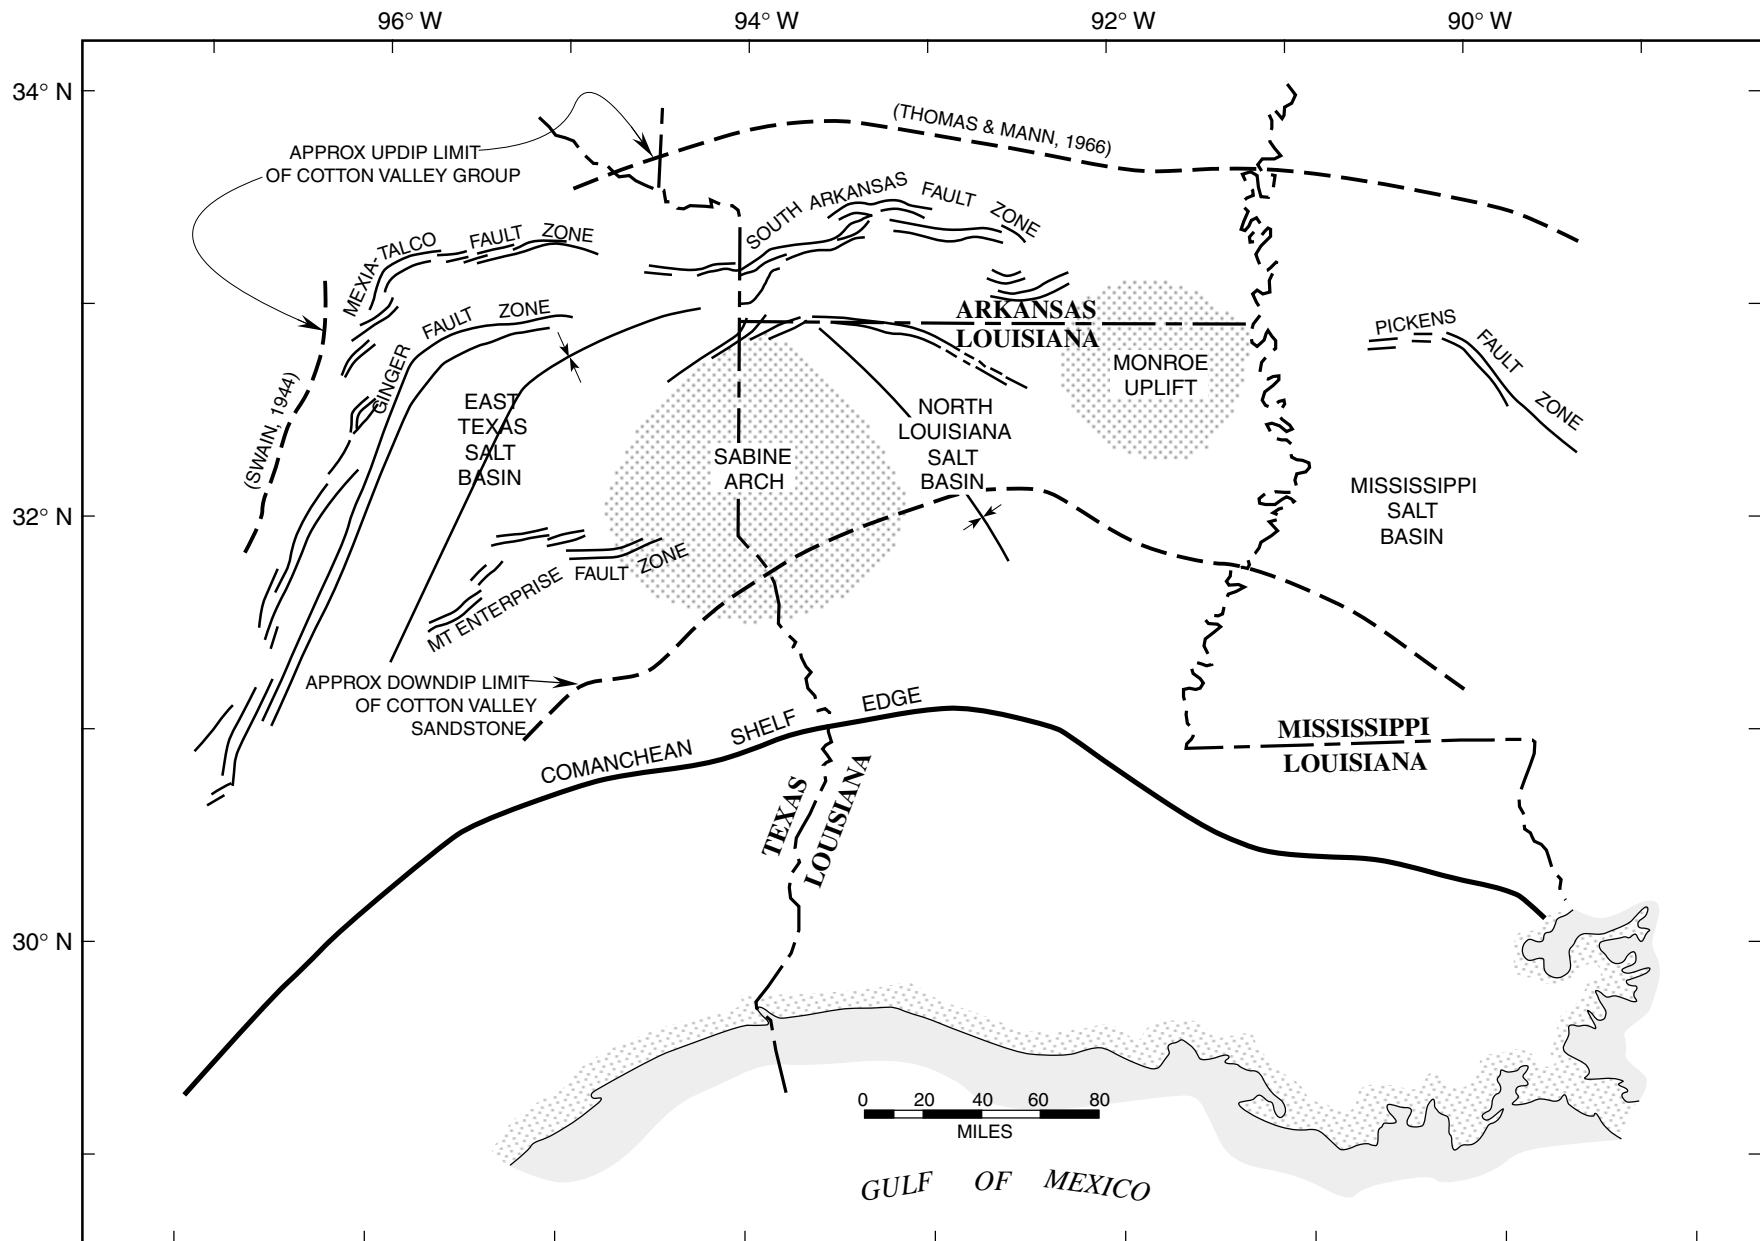 96° W
94° W
92° W
90° W
34° N
32° N
30° N
(THOMAS & MANN, 1966)
APPROX UPDIP LIMIT
OF COTTON VALLEY GROUP
SOUTH ARKANSAS FAULT ZONE
MEXIA-TALCO FAULT ZONE
GINGER FAULT ZONE
(SWAIN, 1944)
ARKANSAS
LOUISIANA
MONROE
UPLIFT
PICKENS FAULT ZONE
EAST
TEXAS
SALT
BASIN
SABINE
ARCH
NORTH
LOUISIANA
SALT
BASIN
MISSISSIPPI
SALT
BASIN
MT ENTERPRISE FAULT ZONE
APPROX DOWNDIP LIMIT
OF COTTON VALLEY
SANDSTONE
COMANCHEAN SHELF EDGE
MISSISSIPPI
LOUISIANA
TEXAS
LOUISIANA
0 20 40 60 80
MILES
GULF OF MEXICO